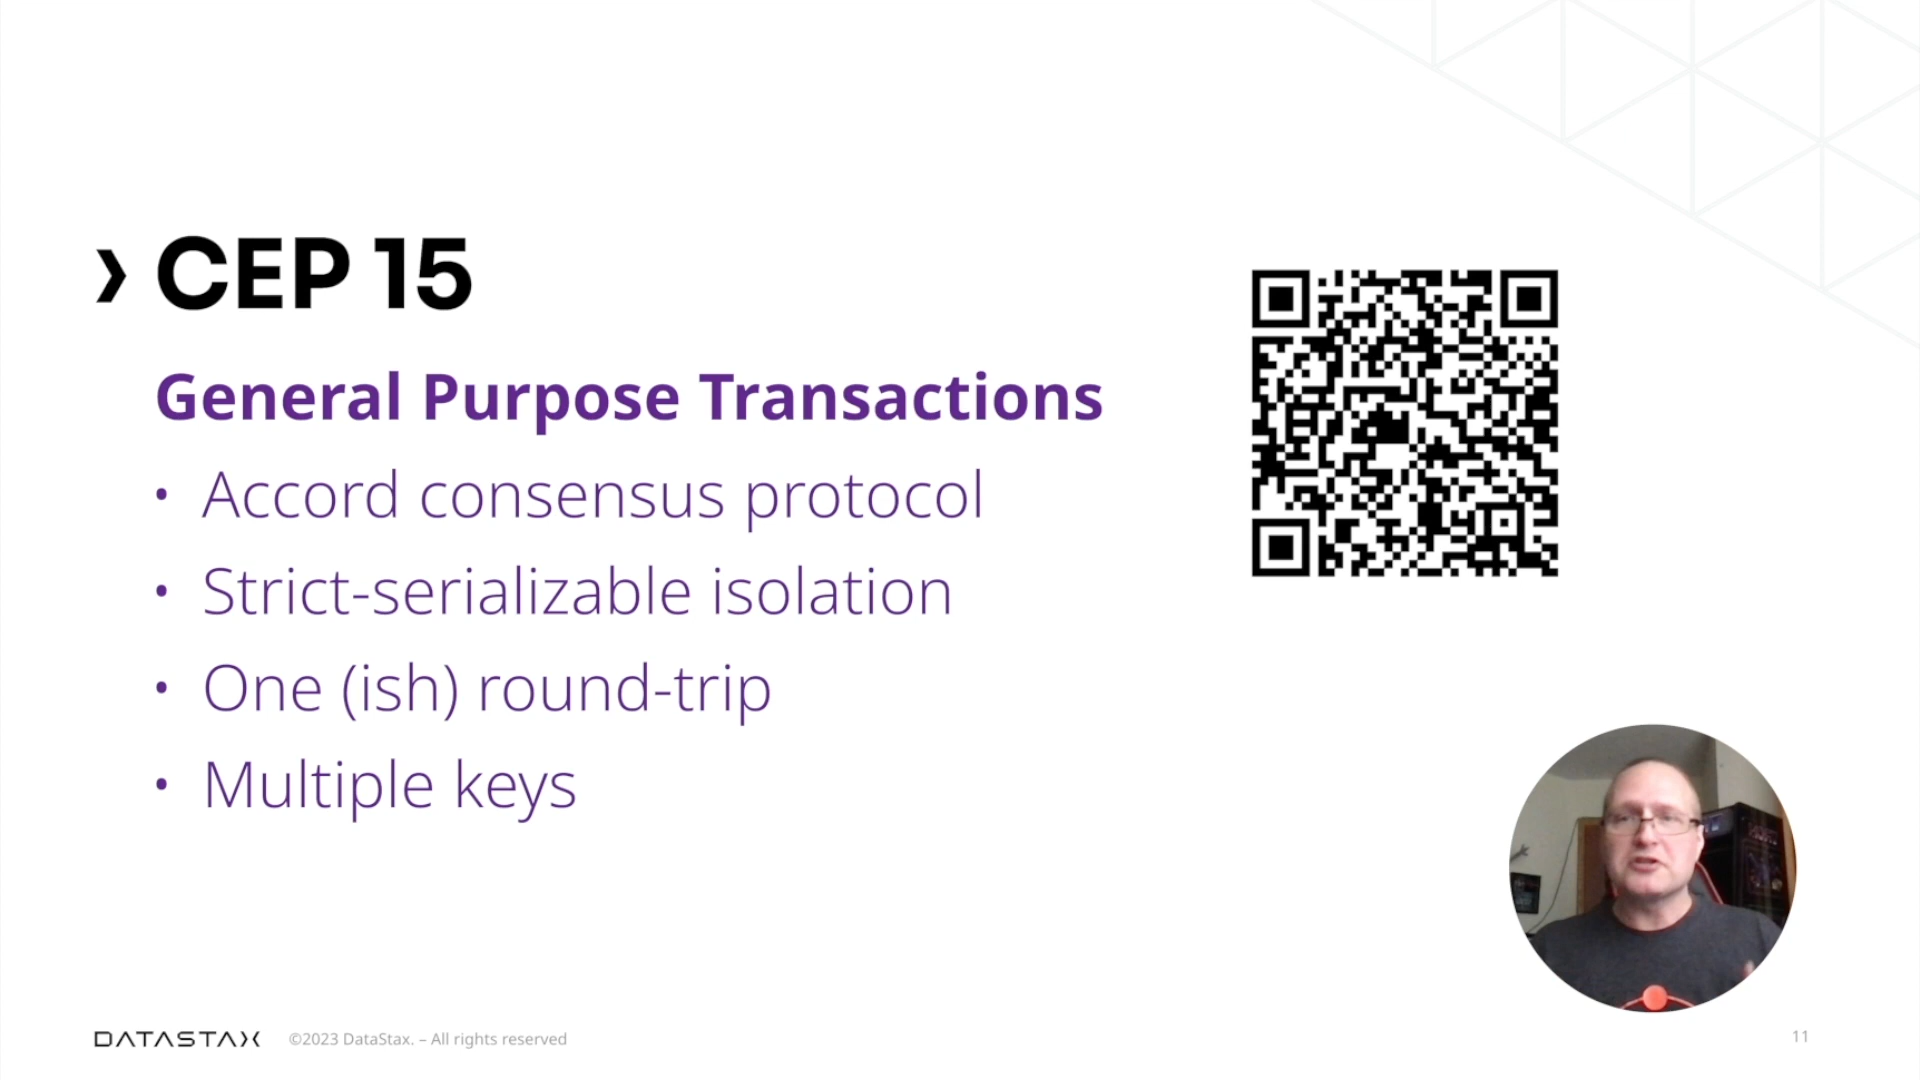 › CEP 15
General Purpose Transactions
• Accord consensus protocol
• Strict-serializable isolation
• One (ish) round-trip
• Multiple keys
DATASTAX ©2023 DataStax. – All rights reserved
11